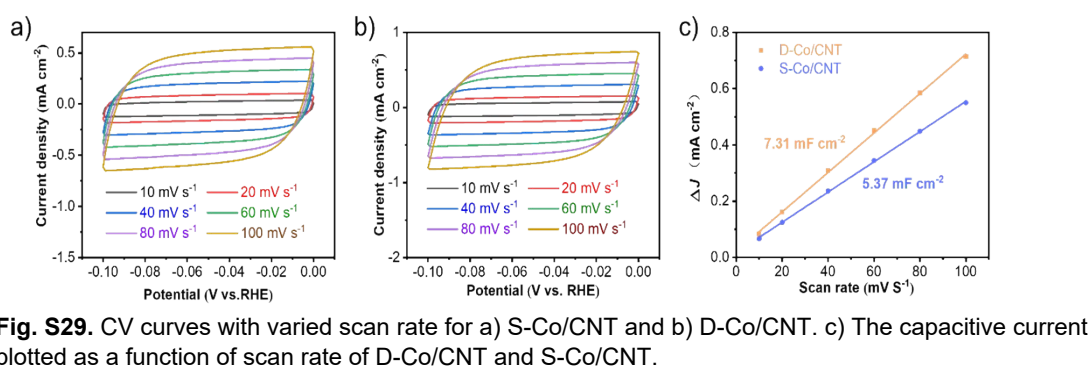 a)
0.5
0.0
-0.5
-1.0
-1.5
Current density (mA cm⁻²)
10 mV s⁻¹ 20 mV s⁻¹
40 mV s⁻¹ 60 mV s⁻¹
80 mV s⁻¹ 100 mV s⁻¹
-0.10 -0.08 -0.06 -0.04 -0.02 0.00
Potential (V vs.RHE)
b)
1
0
-1
-2
Current density (mA cm⁻²)
10 mV s⁻¹ 20 mV s⁻¹
40 mV s⁻¹ 60 mV s⁻¹
80 mV s⁻¹ 100 mV s⁻¹
-0.10 -0.08 -0.06 -0.04 -0.02 0.00
Potential (V vs. RHE)
c)
0.8
0.6
0.4
0.2
0.0
ΔJ (mA cm⁻²)
D-Co/CNT
S-Co/CNT
7.31 mF cm⁻²
5.37 mF cm⁻²
0 20 40 60 80 100
Scan rate (mV S⁻¹)
Fig. S29. CV curves with varied scan rate for a) S-Co/CNT and b) D-Co/CNT. c) The capacitive current
plotted as a function of scan rate of D-Co/CNT and S-Co/CNT.